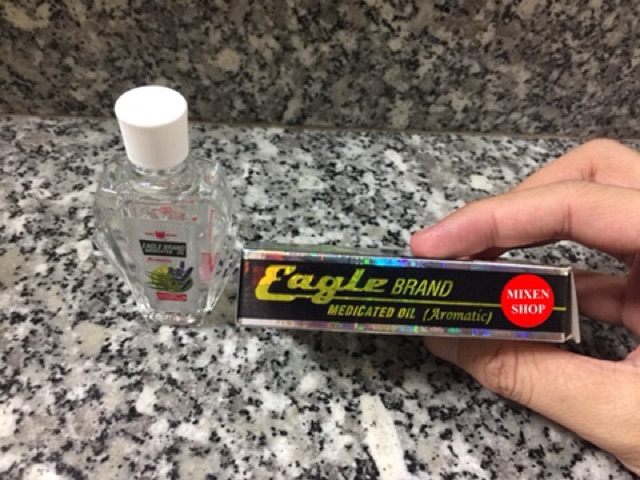 EAGLE BRAND
Eagle BRAND
MEDICATED OIL (Aromatic)
MIXEN
SHOP